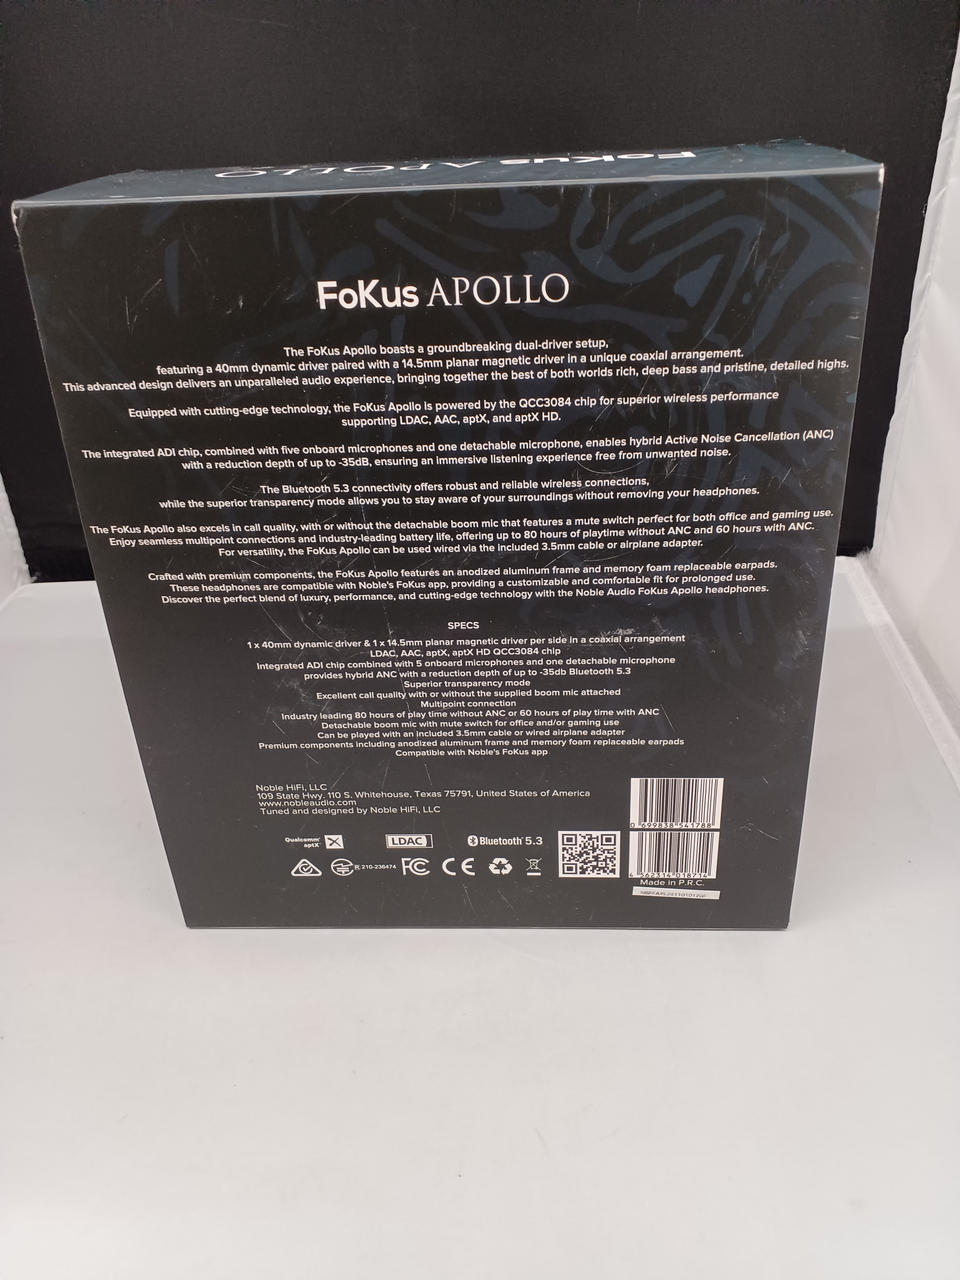 FoKus APOLLO
FoKus APOLLO
The FoKus Apollo boasts a groundbreaking dual-driver setup,
featuring a 40mm dynamic driver paired with a 14.5mm planar magnetic driver in a unique coaxial arrangement.
This advanced design delivers an unparalleled audio experience, bringing together the best of both worlds rich, deep bass and pristine, detailed highs.
Equipped with cutting-edge technology, the FoKus Apollo is powered by the QCC3084 chip for superior wireless performance
supporting LDAC, AAC, aptX, and aptX HD.
The integrated ADI chip, combined with five onboard microphones and one detachable microphone, enables hybrid Active Noise Cancellation (ANC)
with a reduction depth of up to -35dB, ensuring an immersive listening experience free from unwanted noise.
The Bluetooth 5.3 connectivity offers robust and reliable wireless connections,
while the superior transparency mode allows you to stay aware of your surroundings without removing your headphones.
The FoKus Apollo also excels in call quality, with or without the detachable boom mic that features a mute switch perfect for both office and gaming use.
Enjoy seamless multipoint connections and industry-leading battery life, offering up to 80 hours of playtime without ANC and 60 hours with ANC.
For versatility, the FoKus Apollo can be used wired via the included 3.5mm cable or airplane adapter.
Crafted with premium components, the FoKus Apollo features an anodized aluminum frame and memory foam replaceable earpads.
These headphones are compatible with Noble's FoKus app, providing a customizable and comfortable fit for prolonged use.
Discover the perfect blend of luxury, performance, and cutting-edge technology with the Noble Audio FoKus Apollo headphones.
SPECS
1 x 40mm dynamic driver & 1 x 14.5mm planar magnetic driver per side in a coaxial arrangement
LDAC, AAC, aptX, aptX HD QCC3084 chip
Integrated ADI chip combined with 5 onboard microphones and one detachable microphone
provides hybrid ANC with a reduction depth of up to -35db Bluetooth 5.3
Superior transparency mode
Excellent call quality with or without the supplied boom mic attached
Multipoint connection
Industry leading 80 hours of play time without ANC or 60 hours of play time with ANC
Detachable boom mic with mute switch for office and/or gaming use
Can be played with an included 3.5mm cable or wired airplane adapter
Premium components including anodized aluminum frame and memory foam replaceable earpads
Compatible with Noble's FoKus app
Noble HiFi, LLC
109 State Hwy. 110 S. Whitehouse, Texas 75791, United States of America
www.nobleaudio.com
Tuned and designed by Noble HiFi, LLC
0 699838 541788
Qualcomm
aptX
LDAC
Bluetooth 5.3
R 210-236474
FC CE
4 562314 018714
Made in P.R.C.